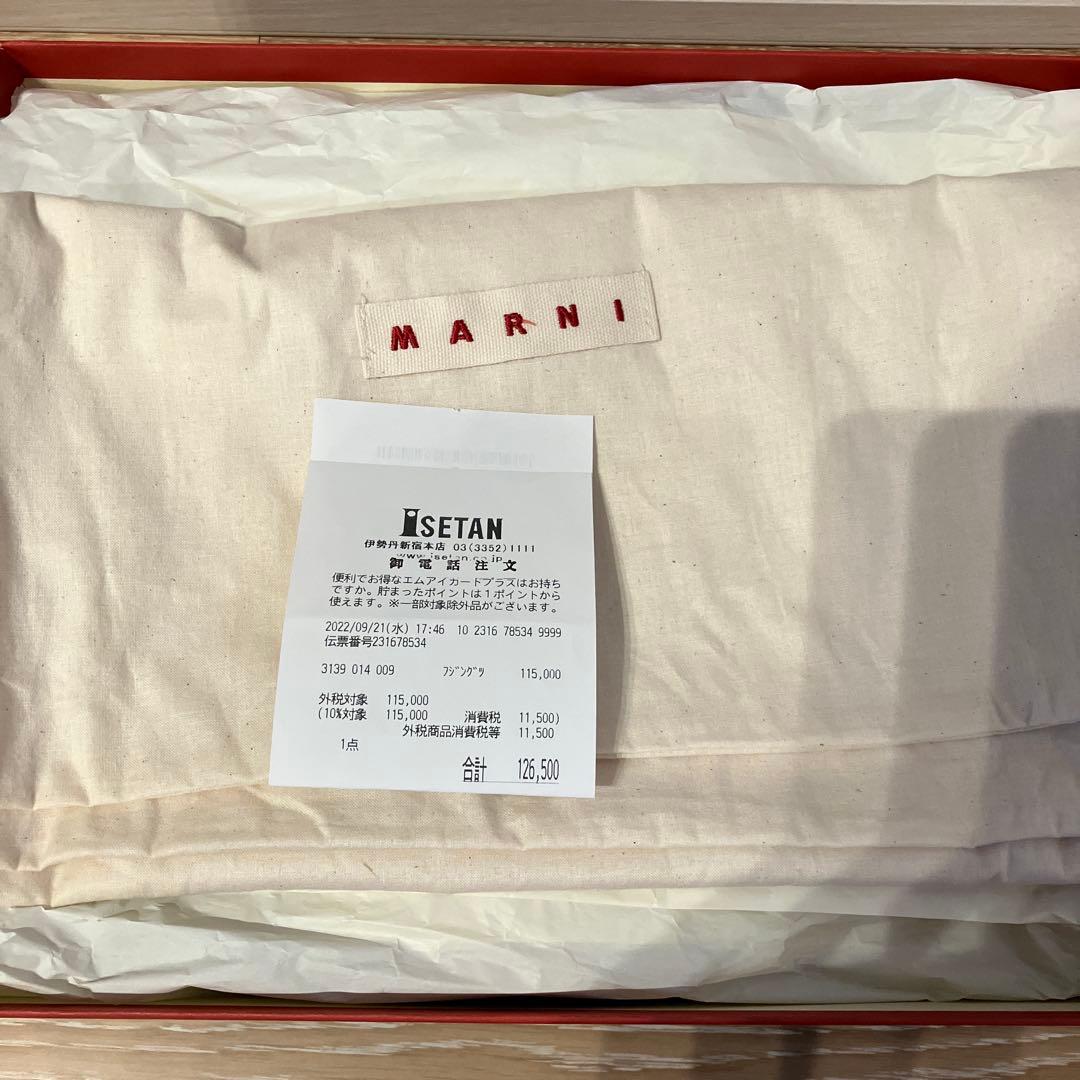 MARNI
ISETAN
伊勢丹新宿本店 03(3352)1111
www.isetan.co.jp
御電話注文
便利でお得なエムアイカードプラスはお持ち
ですか。貯まったポイントは1ポイントから
使えます。※一部対象除外品がございます。
2022/09/21(水) 17:46 10 2316 78534 9999
伝票番号231678534
3139 014 009 フジングツ 115,000
外税対象 115,000
(10%対象 115,000 消費税 11,500)
外税商品消費税等 11,500
1点
合計 126,500